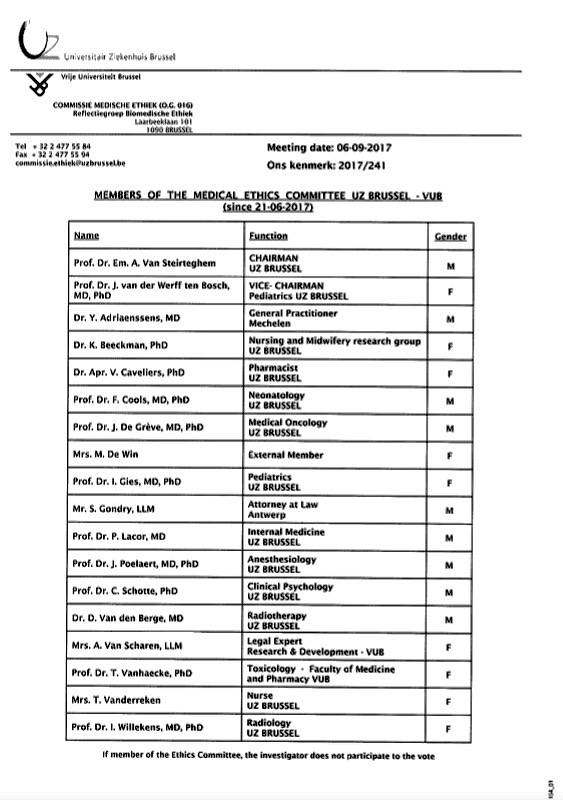 UZ
Universitair Ziekenhuis Brussel
Vrije Universiteit Brussel
COMMISSIE MEDISCHE ETHIEK (O.G. 016)
Reflectiegroep Biomedische Ethiek
Laarbeeklaan 101
1090 BRUSSEL
Tel + 32 2 477 55 84
Fax + 32 2 477 55 94
commissie.ethiek@uzbrussel.be
Meeting date: 06-09-2017
Ons kenmerk: 2017/241
MEMBERS OF THE MEDICAL ETHICS COMMITTEE UZ BRUSSEL - VUB
(since 21-06-2017)
Name Function Gender
Prof. Dr. Em. A. Van Steirteghem CHAIRMAN
UZ BRUSSEL M
Prof. Dr. J. van der Werff ten Bosch, VICE- CHAIRMAN
MD, PhD Pediatrics UZ BRUSSEL F
Dr. Y. Adriaenssens, MD General Practitioner
Mechelen M
Dr. K. Beeckman, PhD Nursing and Midwifery research group
UZ BRUSSEL F
Dr. Apr. V. Caveliers, PhD Pharmacist
UZ BRUSSEL F
Prof. Dr. F. Cools, MD, PhD Neonatology
UZ BRUSSEL M
Prof. Dr. J. De Grève, MD, PhD Medical Oncology
UZ BRUSSEL M
Mrs. M. De Win External Member F
Prof. Dr. I. Gies, MD, PhD Pediatrics
UZ BRUSSEL F
Mr. S. Gondry, LLM Attorney at Law
Antwerp M
Prof. Dr. P. Lacor, MD Internal Medicine
UZ BRUSSEL M
Prof. Dr. J. Poelaert, MD, PhD Anesthesiology
UZ BRUSSEL M
Prof. Dr. C. Schotte, PhD Clinical Psychology
UZ BRUSSEL M
Dr. D. Van den Berge, MD Radiotherapy
UZ BRUSSEL M
Mrs. A. Van Scharen, LLM Legal Expert
Research & Development - VUB F
Prof. Dr. T. Vanhaecke, PhD Toxicology - Faculty of Medicine
and Pharmacy VUB F
Mrs. T. Vanderreken Nurse
UZ BRUSSEL F
Prof. Dr. I. Willekens, MD, PhD Radiology
UZ BRUSSEL F
If member of the Ethics Committee, the investigator does not participate to the vote